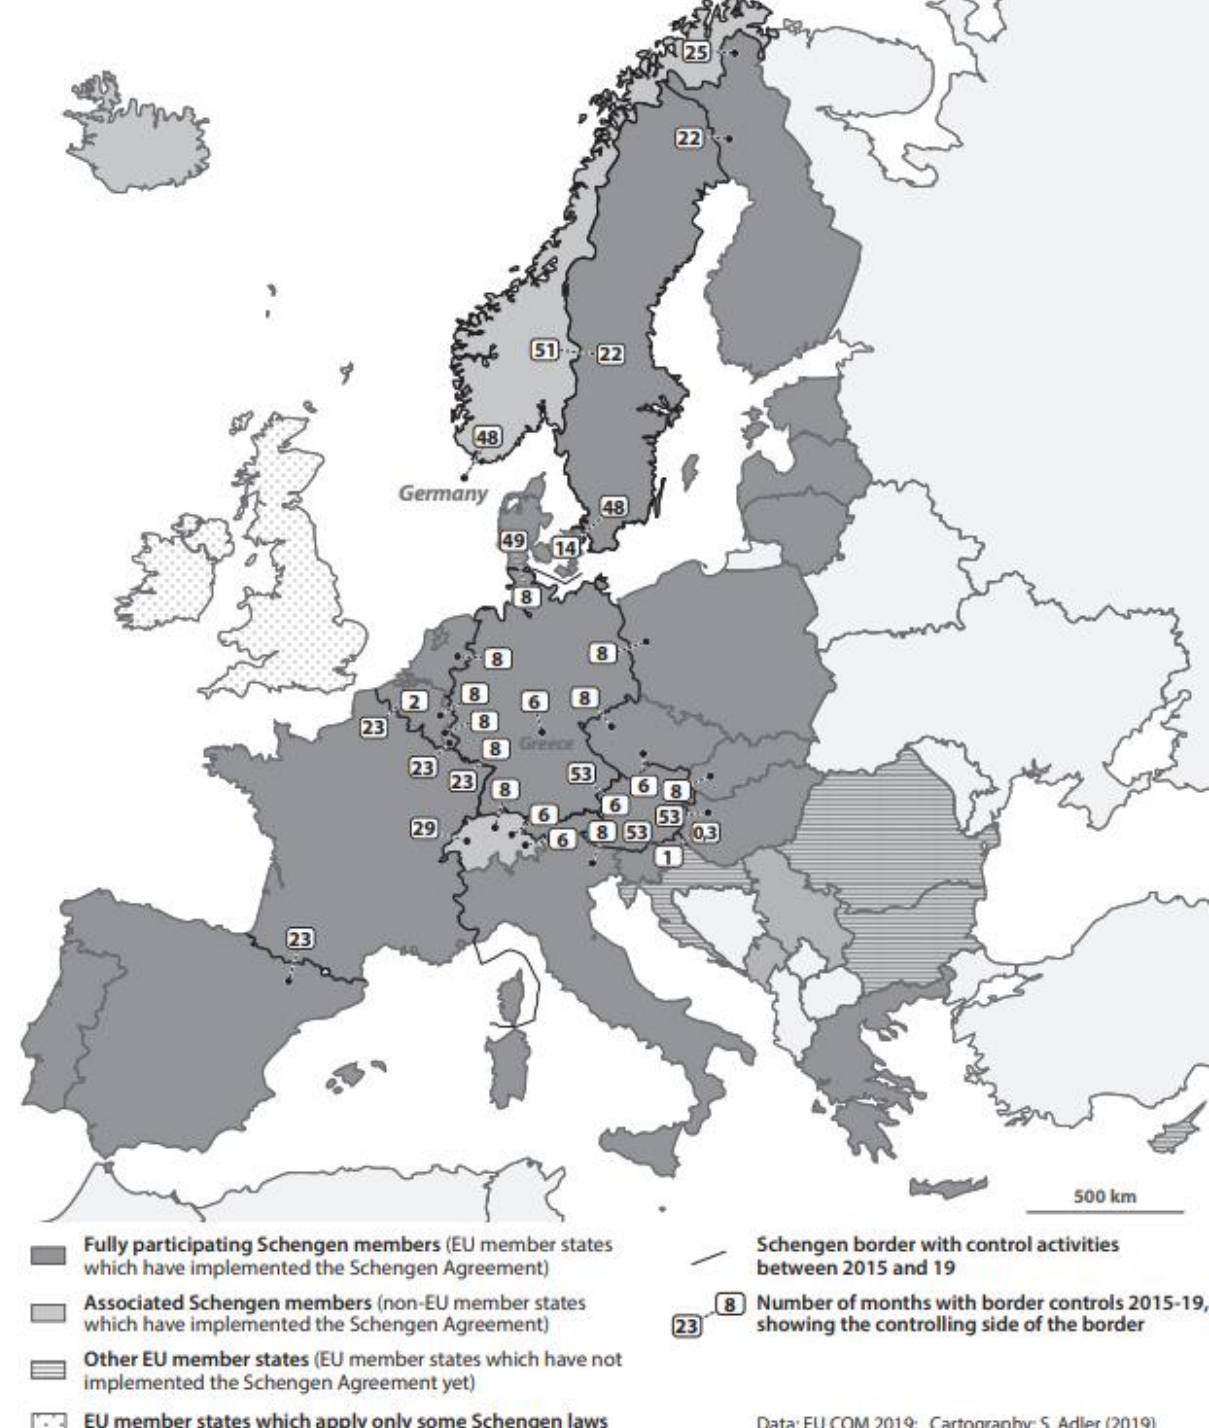 25
22
51
22
48
Germany
48
49
14
8
8
8
2
8
6
8
23
8
Greece
8
23
23
53
6
8
8
6
53
6
29
6
8
53
0,3
1
23
500 km
Fully participating Schengen members (EU member states
which have implemented the Schengen Agreement)
Associated Schengen members (non-EU member states
which have implemented the Schengen Agreement)
Other EU member states (EU member states which have not
implemented the Schengen Agreement yet)
EU member states which apply only some Schengen laws
Schengen border with control activities
between 2015 and 19
8
23
Number of months with border controls 2015-19,
showing the controlling side of the border
Data: EU COM 2019; Cartography: S. Adler (2019)